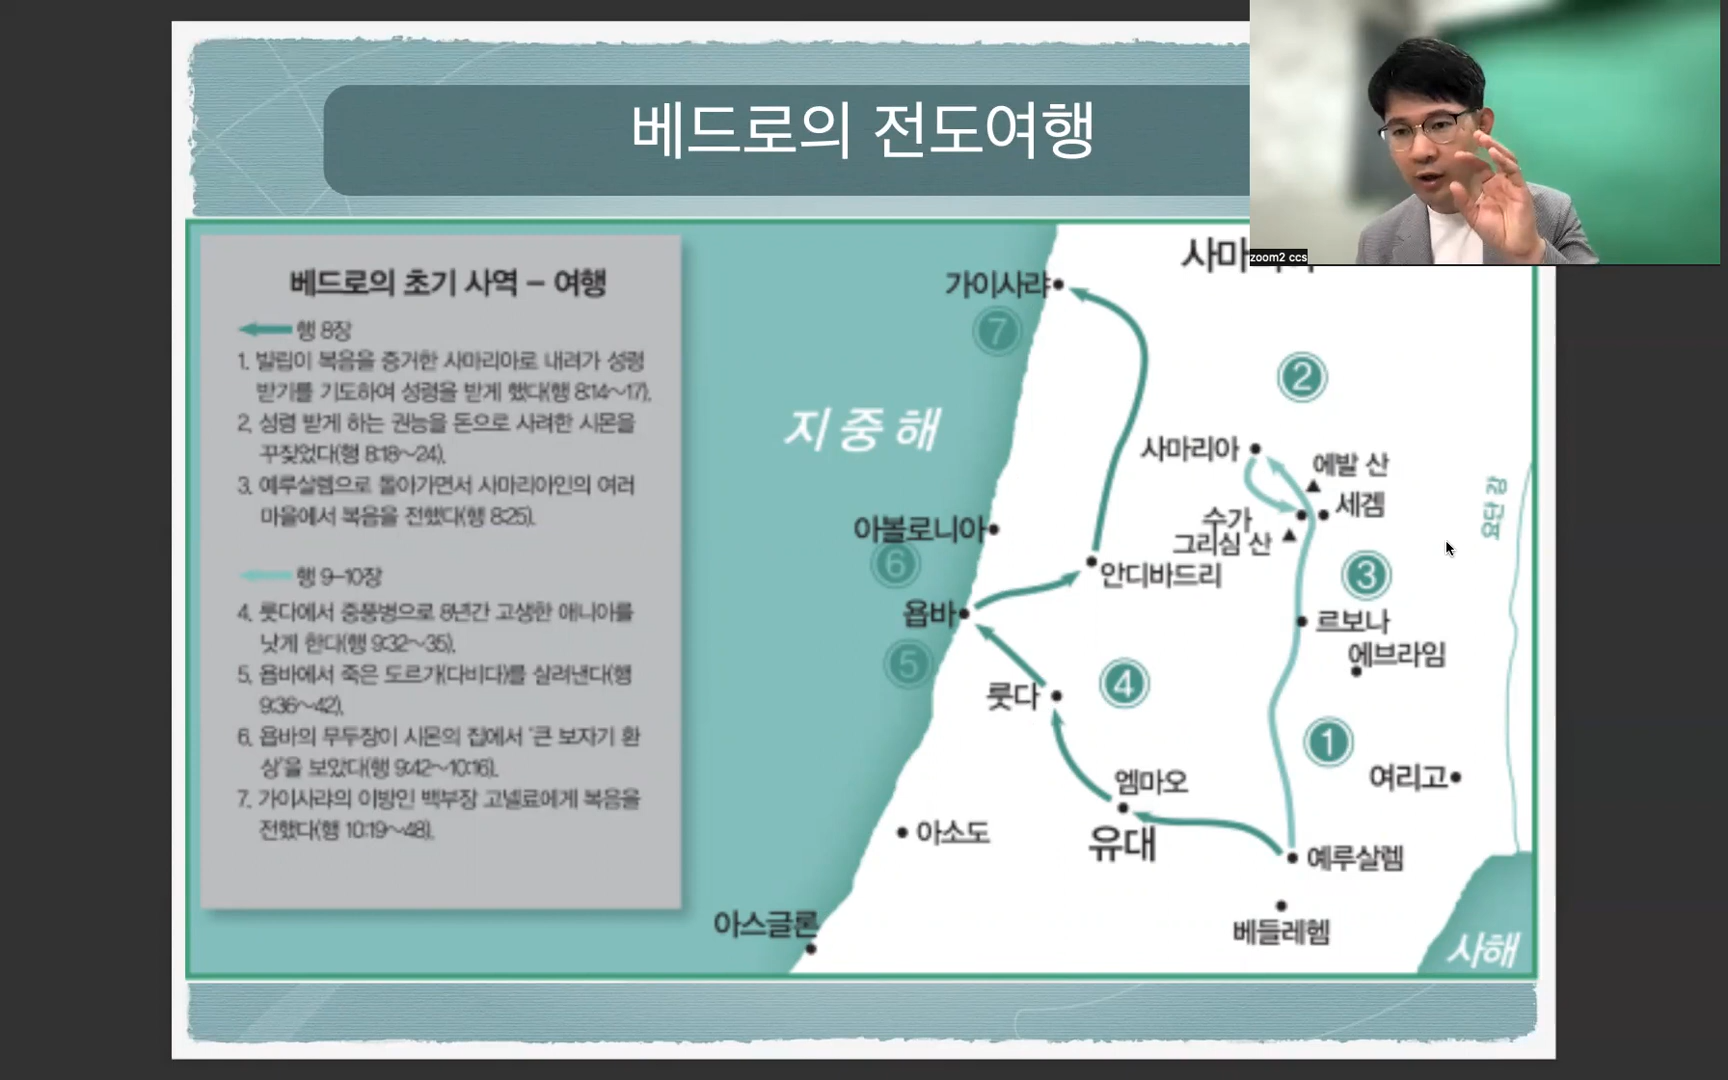 베드로의 전도여행
zoom2 ccs
베드로의 초기 사역 – 여행
행 8장
1. 빌립이 복음을 증거한 사마리아로 내려가 성령
받기를 기도하여 성령을 받게 했다(행 8:14~17).
2. 성령 받게 하는 권능을 돈으로 사려한 시몬을
꾸짖었다(행 8:18~24).
3. 예루살렘으로 돌아가면서 사마리아인의 여러
마을에서 복음을 전했다(행 8:25).
행 9–10장
4. 룻다에서 중풍병으로 8년간 고생한 애니아를
낫게 한다(행 9:32~35).
5. 욥바에서 죽은 도르가(다비다)를 살려낸다(행
9:36~42).
6. 욥바의 무두장이 시몬의 집에서 '큰 보자기 환
상'을 보았다(행 9:42~10:16).
7. 가이사랴의 이방인 백부장 고넬료에게 복음을
전했다(행 10:19~48).
가이사랴
7
지중해
2
사마리아
에발 산
세겜
수가
그리심 산
요단 강
아볼로니아
6
안디바드리
3
욥바
르보나
에브라임
5
룻다
4
1
여리고
엠마오
아소도
유대
예루살렘
아스글론
베들레헴
사해